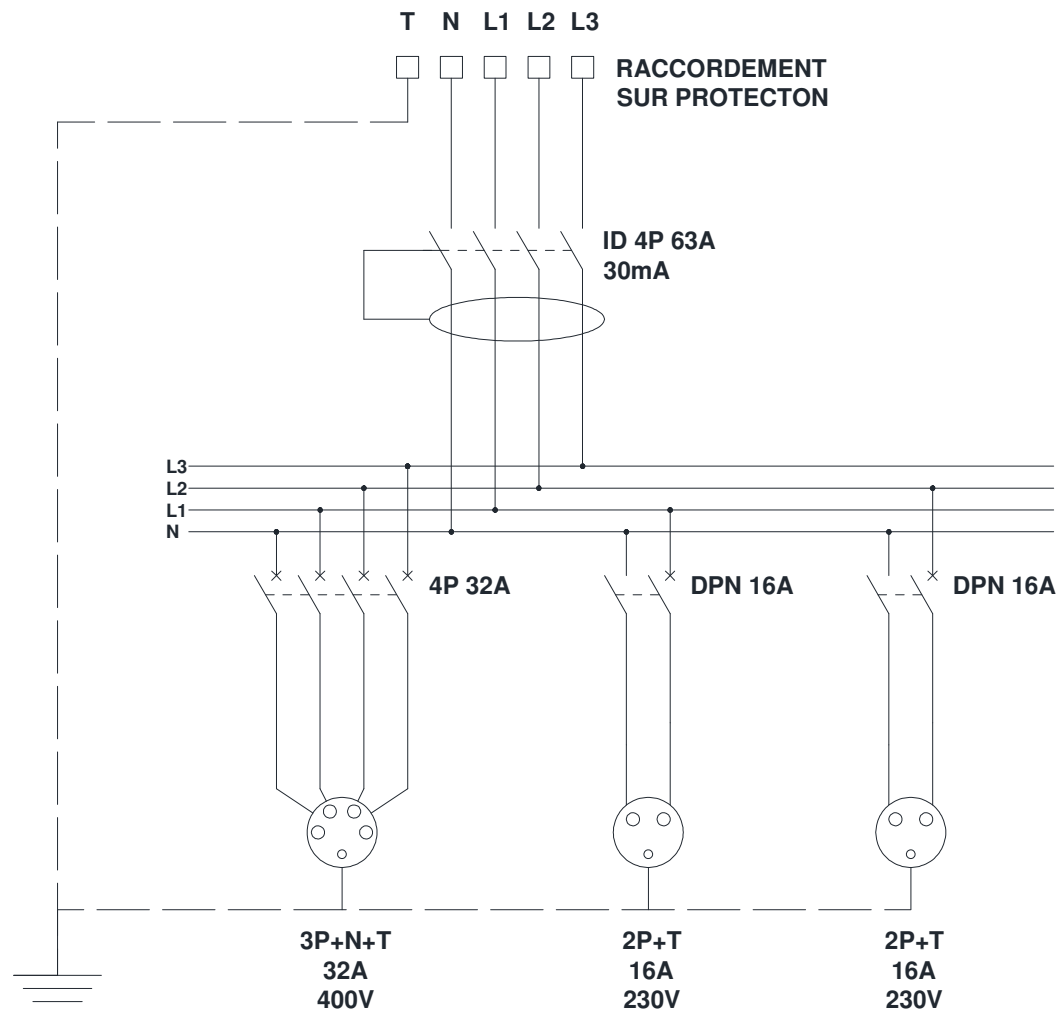 T N L1 L2 L3
RACCORDEMENT
SUR PROTECTON
ID 4P 63A
30mA
L3
L2
L1
N
4P 32A
DPN 16A
DPN 16A
3P+N+T
32A
400V
2P+T
16A
230V
2P+T
16A
230V